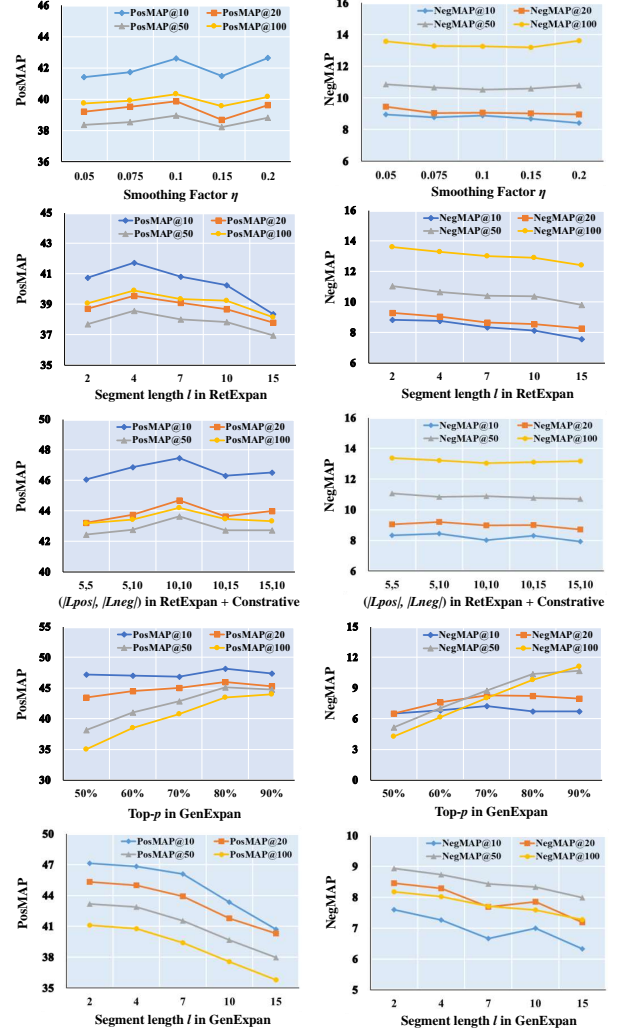 46
44
42
40
38
36
PosMAP
PosMAP@10
PosMAP@20
PosMAP@50
PosMAP@100
0.05 0.075 0.1 0.15 0.2
Smoothing Factor η
16
14
12
10
8
6
NegMAP
NegMAP@10
NegMAP@20
NegMAP@50
NegMAP@100
0.05 0.075 0.1 0.15 0.2
Smoothing Factor η
45
43
41
39
37
35
PosMAP
PosMAP@10
PosMAP@20
PosMAP@50
PosMAP@100
2 4 7 10 15
Segment length l in RetExpan
16
14
12
10
8
6
NegMAP
NegMAP@10
NegMAP@20
NegMAP@50
NegMAP@100
2 4 7 10 15
Segment length l in RetExpan
50
48
46
44
42
40
PosMAP
PosMAP@10
PosMAP@20
PosMAP@50
PosMAP@100
5,5 5,10 10,10 10,15 15,10
(|Lpos|, |Lneg|) in RetExpan + Constrative
16
14
12
10
8
6
NegMAP
NegMAP@10
NegMAP@20
NegMAP@50
NegMAP@100
5,5 5,10 10,10 10,15 15,10
(|Lpos|, |Lneg|) in RetExpan + Constrative
55
50
45
40
35
30
PosMAP
PosMAP@10
PosMAP@20
PosMAP@50
PosMAP@100
50% 60% 70% 80% 90%
Top-p in GenExpan
15
12
9
6
3
0
NegMAP
NegMAP@10
NegMAP@20
NegMAP@50
NegMAP@100
50% 60% 70% 80% 90%
Top-p in GenExpan
50
47
44
41
38
35
PosMAP
PosMAP@10
PosMAP@20
PosMAP@50
PosMAP@100
2 4 7 10 15
Segment length l in GenExpan
10
9
8
7
6
5
NegMAP
NegMAP@10
NegMAP@20
NegMAP@50
NegMAP@100
2 4 7 10 15
Segment length l in GenExpan